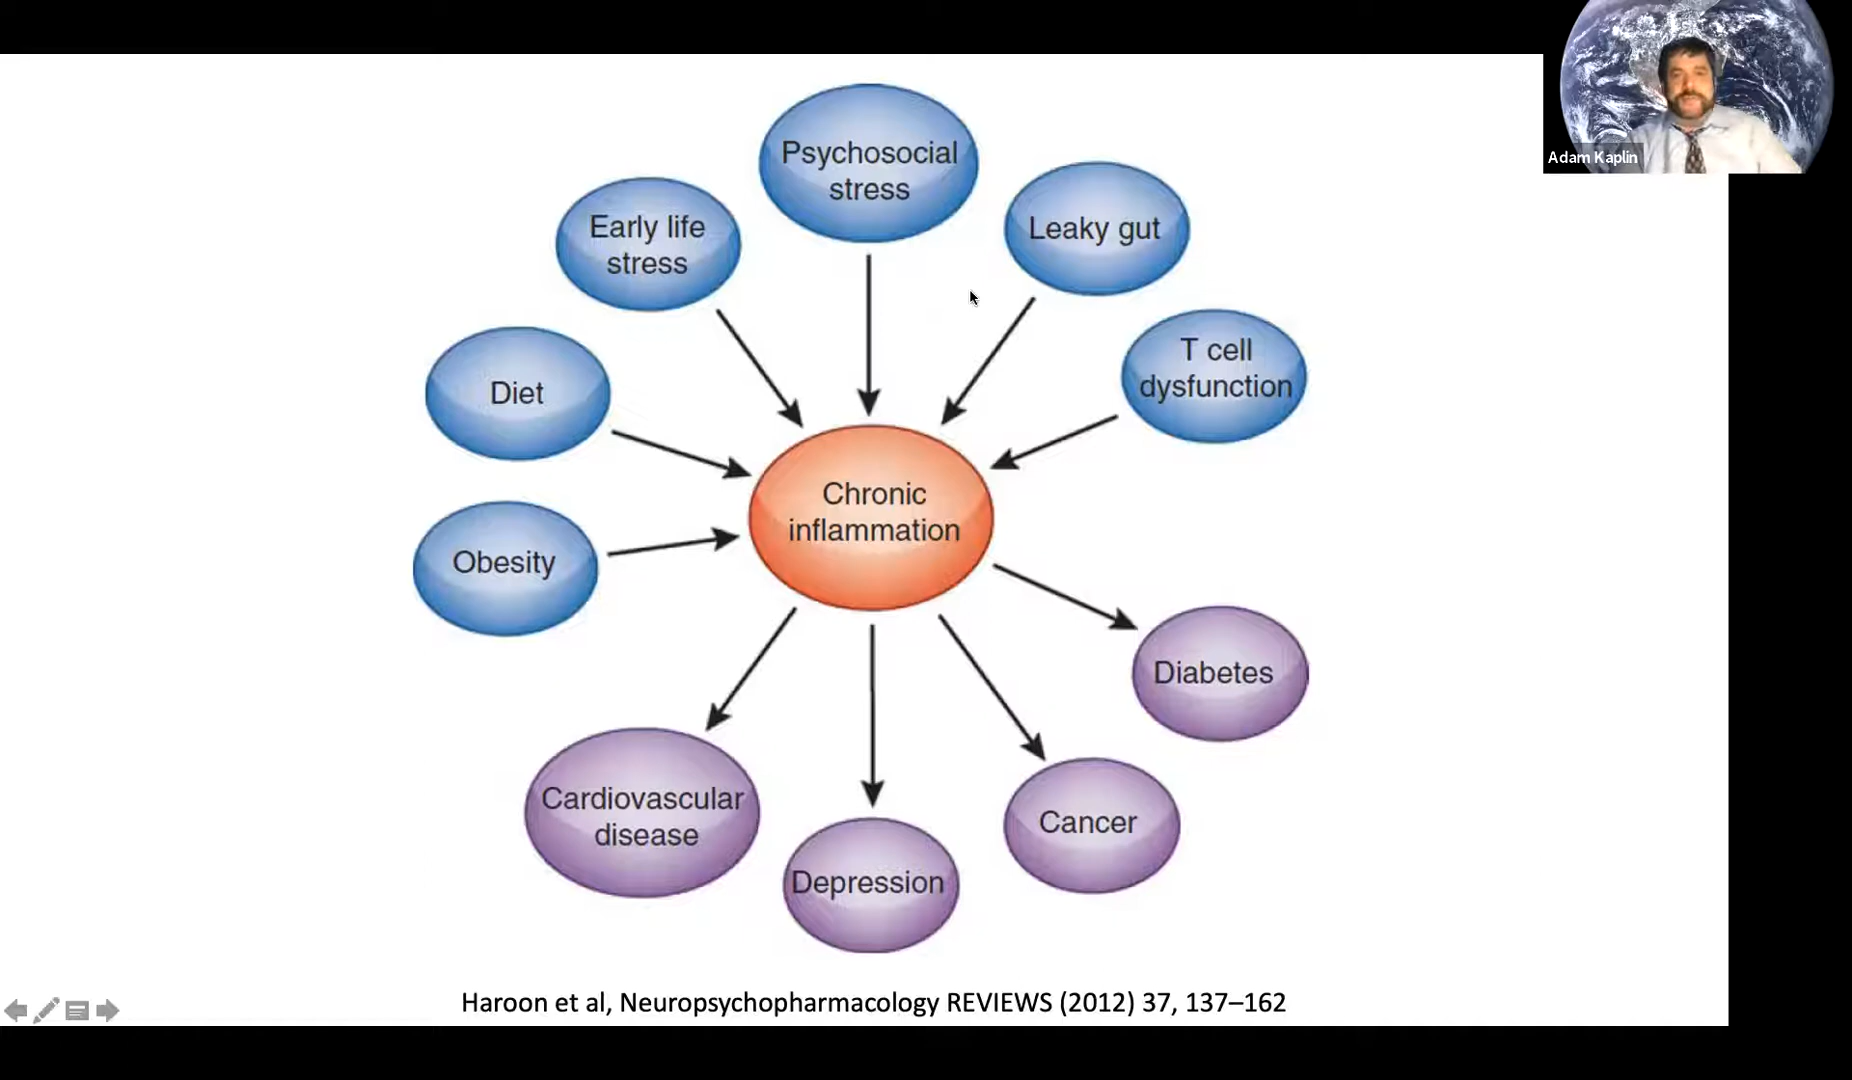 Adam Kaplin
Psychosocial
stress
Early life
stress
Leaky gut
T cell
dysfunction
Diet
Chronic
inflammation
Obesity
Diabetes
Cardiovascular
disease
Cancer
Depression
Haroon et al, Neuropsychopharmacology REVIEWS (2012) 37, 137–162